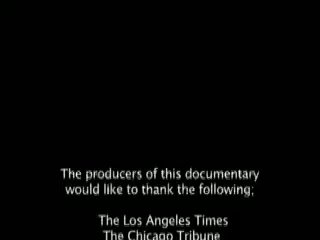 The producers of this documentary
would like to thank the following;
The Los Angeles Times
The Chicago Tribune